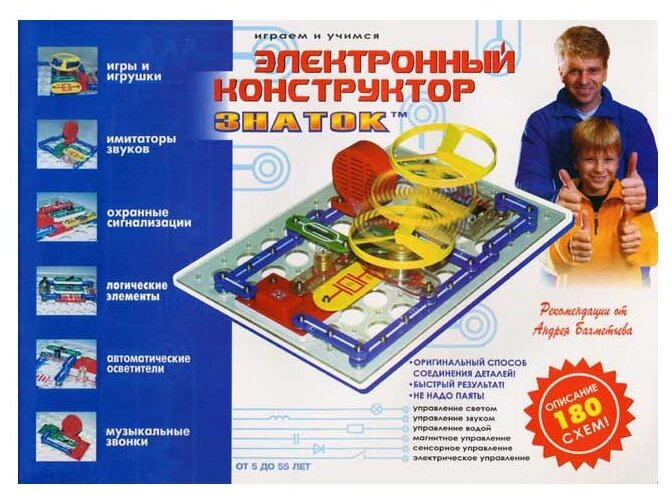 играем и учимся
ЭЛЕКТРОННЫЙ
КОНСТРУКТОР
ЗНАТОК™
игры и
игрушки
имитаторы
звуков
охранные
сигнализации
логические
элементы
автоматические
осветители
музыкальные
звонки
Рекомендации от
Андрея Бахметьева
• ОРИГИНАЛЬНЫЙ СПОСОБ
СОЕДИНЕНИЯ ДЕТАЛЕЙ!
• БЫСТРЫЙ РЕЗУЛЬТАТ!
• НЕ НАДО ПАЯТЬ!
ОПИСАНИЕ
180
СХЕМ!
управление светом
управление звуком
управление водой
магнитное управление
сенсорное управление
электрическое управление
ОТ 5 ДО 55 ЛЕТ